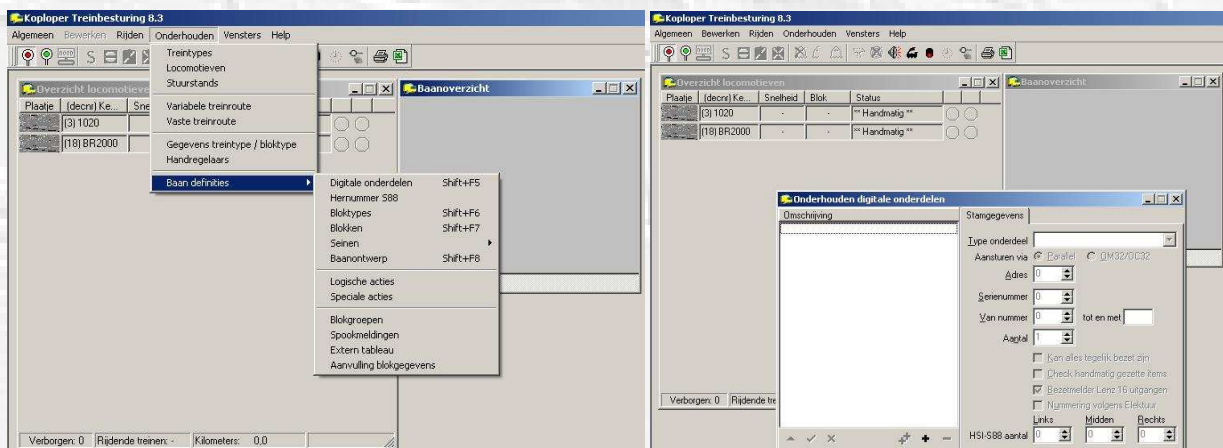 Koploper Treinbesturing 8.3
Algemeen Bewerken Rijden Onderhouden Vensters Help
Treintypes
Locomotieven
Stuurstands
Variabele treinroute
Vaste treinroute
Gegevens treintype / bloktype
Handregelaars
Baan definities
Digitale onderdelen Shift+F5
Hernummer S88
Bloktypes Shift+F6
Blokken Shift+F7
Seinen
Baanontwerp Shift+F8
Logische acties
Speciale acties
Blokgroepen
Spookmeldingen
Extern tableau
Aanvulling blokgegevens
Overzicht locomotieve
Plaatje (decnr) Ke... Sne
(3) 1020
(18) BR2000
Baanoverzicht
Verborgen: 0 Rijdende treinen: - Kilometers: 0,0
Koploper Treinbesturing 8.3
Algemeen Bewerken Rijden Onderhouden Vensters Help
Overzicht locomotieven
Plaatje (decnr) Ke... Snelheid Blok Status
(3) 1020 - - ** Handmatig **
(18) BR2000 - - ** Handmatig **
Baanoverzicht
Verborgen: 0 Rijdende tre
Onderhouden digitale onderdelen
Omschrijving
Stamgegevens
Type onderdeel
Aansturen via Parallel OM32/OC32
Adres 0
Serienummer 0
Van nummer 0 tot en met
Aantal 1
Kan alles tegelijk bezet zijn
Check handmatig gezette items
Bezetmelder Lenz 16 uitgangen
Nummering volgens Elektuur
Links Midden Rechts
HSI-S88 aantal 0 0 0